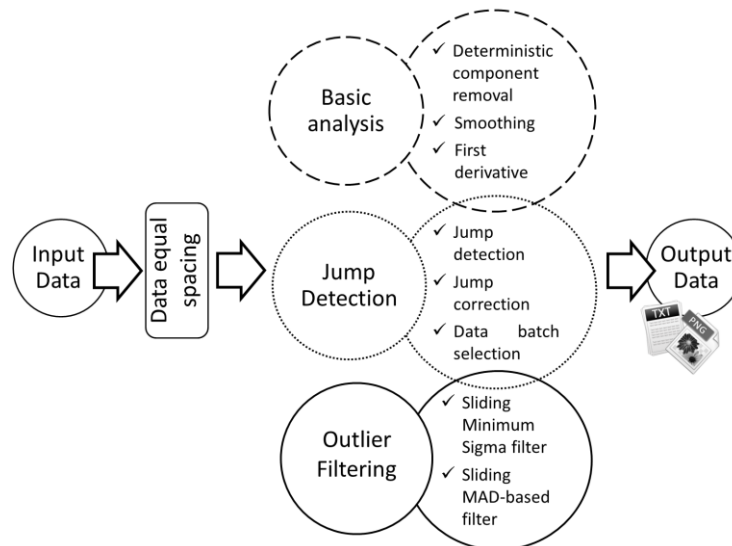 Input
Data
Data equal
spacing
Basic
analysis
✓ Deterministic
component
removal
✓ Smoothing
✓ First
derivative
Jump
Detection
✓ Jump
detection
✓ Jump
correction
✓ Data batch
selection
Outlier
Filtering
✓ Sliding
Minimum
Sigma filter
✓ Sliding
MAD-based
filter
Output
Data
TXT
PNG